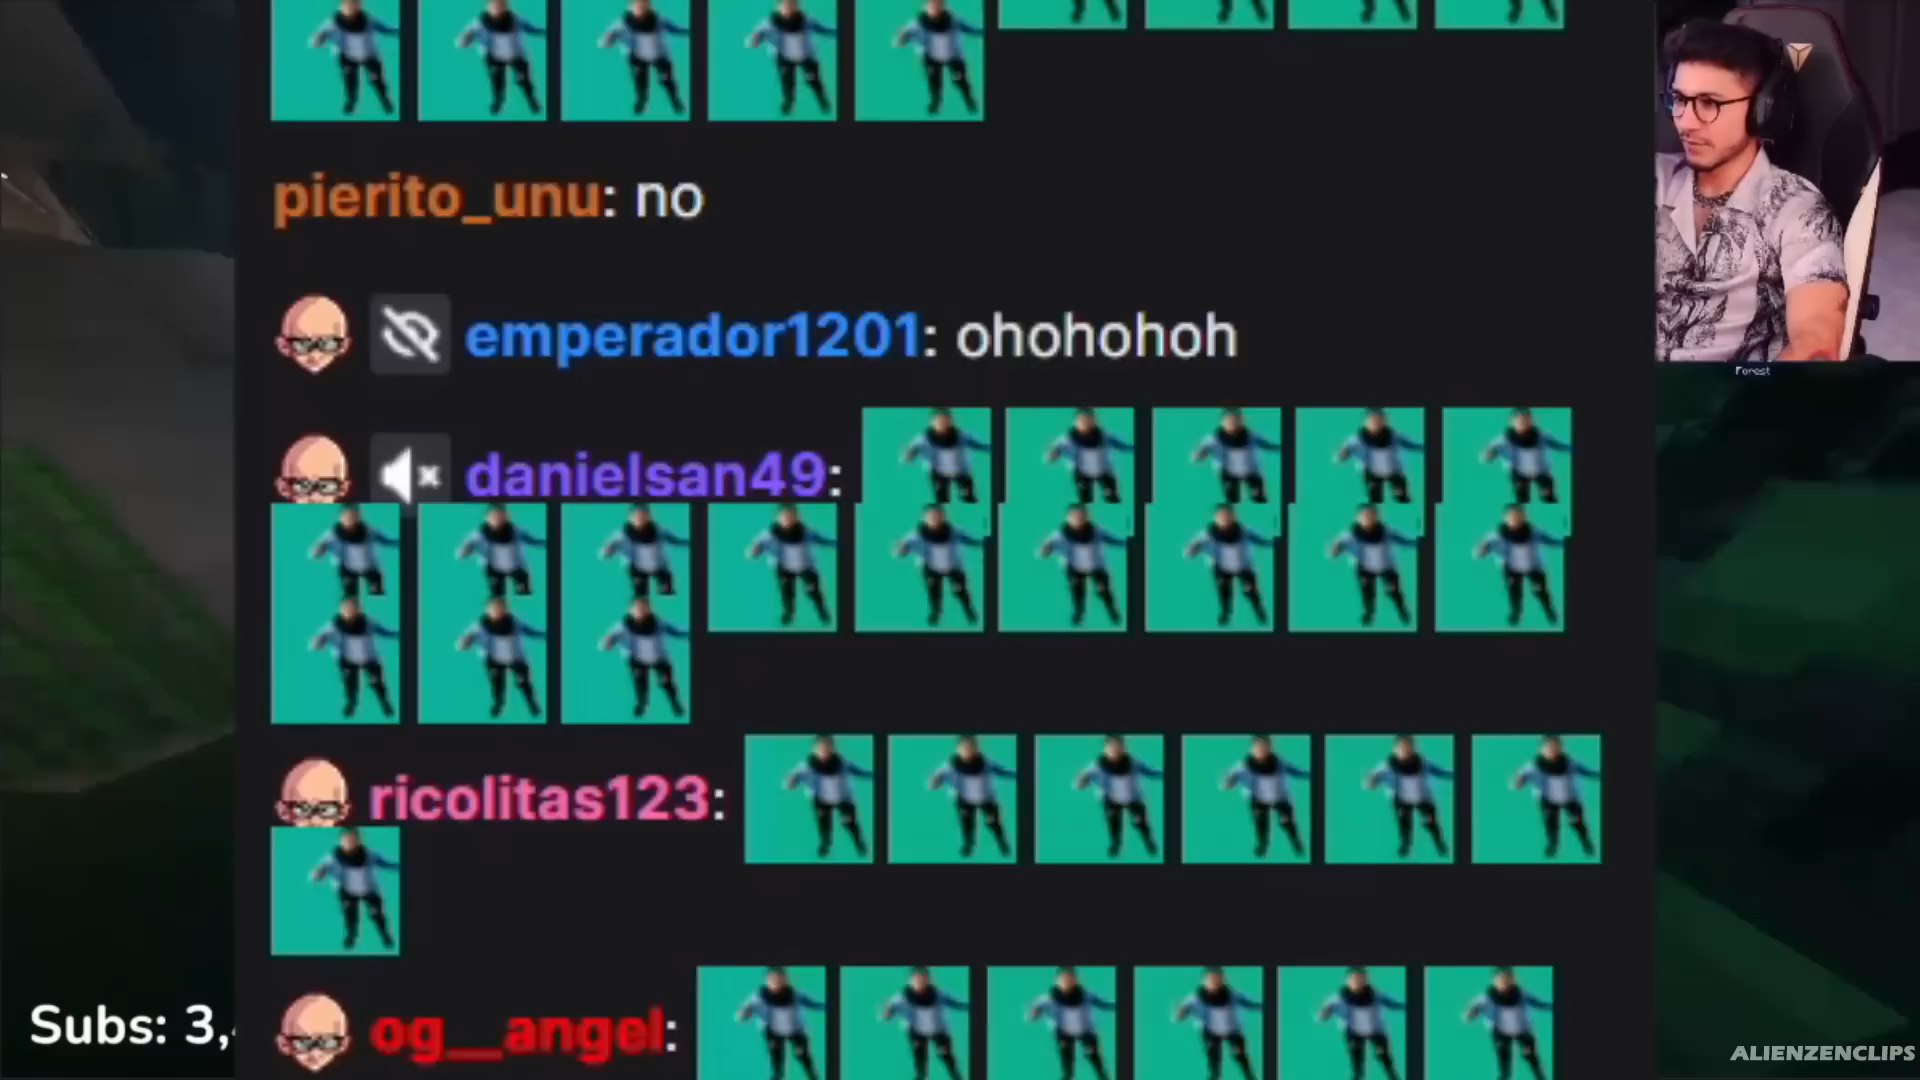 pierito_unu: no
emperador1201: ohohohoh
danielsan49:
ricolitas123:
og__angel:
Forest
Subs: 3,
ALIENZENCLIPS